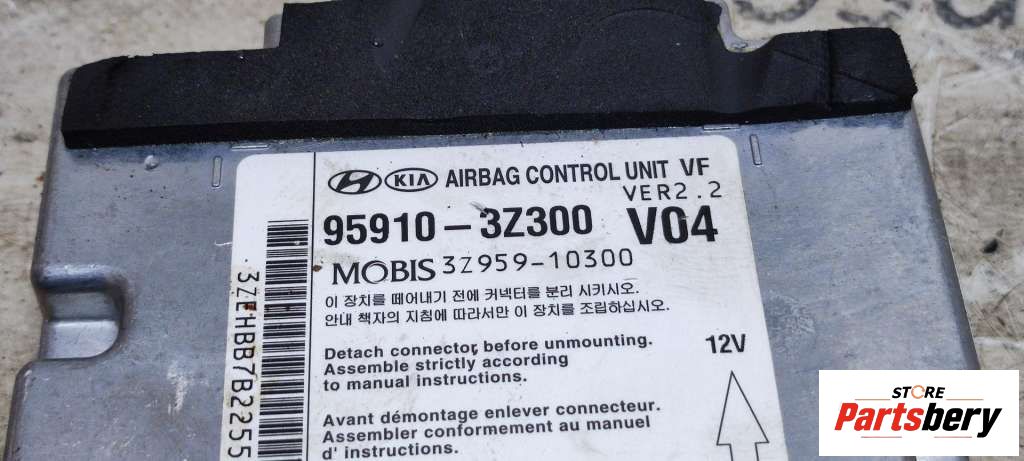 KIA AIRBAG CONTROL UNIT VF
VER2.2
95910-3Z300 V04
MOBIS 3Z959-10300
이 장치를 떼어내기 전에 커넥터를 분리 시키시오.
안내 책자의 지침에 따라서만 이 장치를 조립하십시오.
Detach connector before unmounting.
Assemble strictly according
to manual instructions.
12V
Avant démontage enlever connecteur.
Assembler conformement au manuel
d' instructions.
STORE
Partsbery